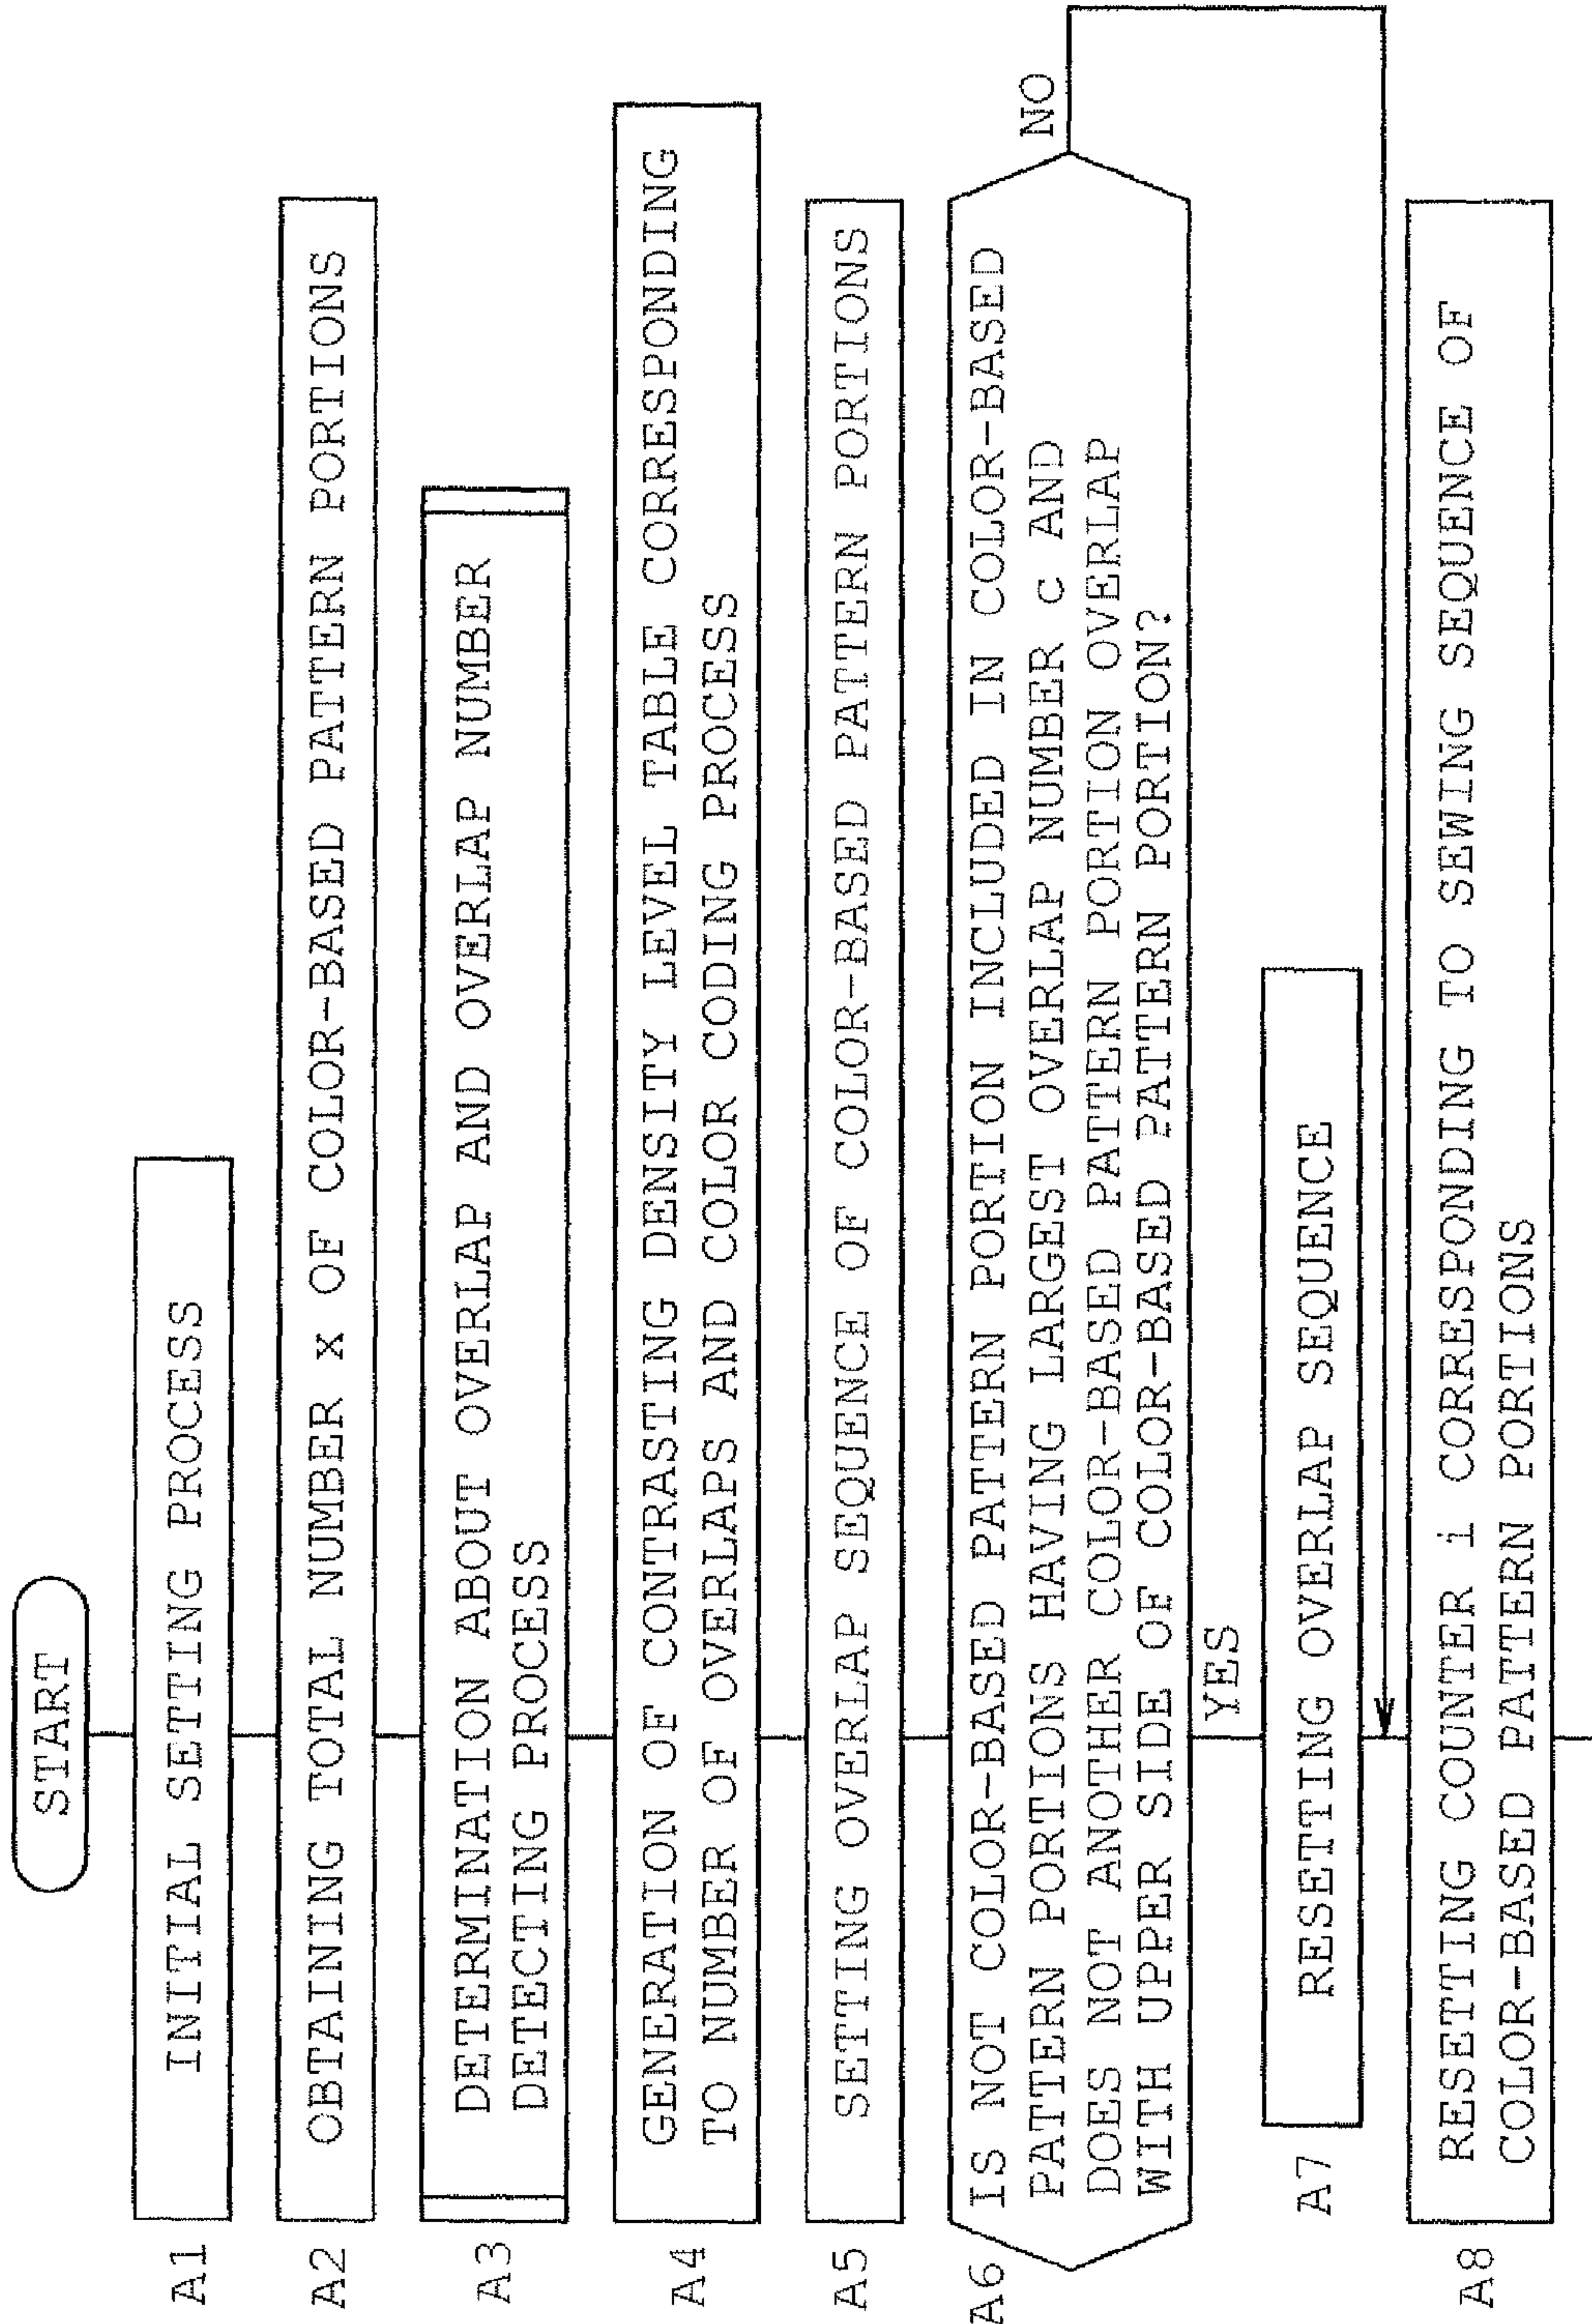 START
A1
INITIAL SETTING PROCESS
A2
OBTAINING TOTAL NUMBER x OF COLOR-BASED PATTERN PORTIONS
A3
DETERMINATION ABOUT OVERLAP AND OVERLAP NUMBER
DETECTING PROCESS
A4
GENERATION OF CONTRASTING DENSITY LEVEL TABLE CORRESPONDING
TO NUMBER OF OVERLAPS AND COLOR CODING PROCESS
A5
SETTING OVERLAP SEQUENCE OF COLOR-BASED PATTERN PORTIONS
A6
IS NOT COLOR-BASED PATTERN PORTION INCLUDED IN COLOR-BASED
PATTERN PORTIONS HAVING LARGEST OVERLAP NUMBER c AND
DOES NOT ANOTHER COLOR-BASED PATTERN PORTION OVERLAP
WITH UPPER SIDE OF COLOR-BASED PATTERN PORTION?
NO
YES
A7
RESETTING OVERLAP SEQUENCE
A8
RESETTING COUNTER i CORRESPONDING TO SEWING SEQUENCE OF
COLOR-BASED PATTERN PORTIONS